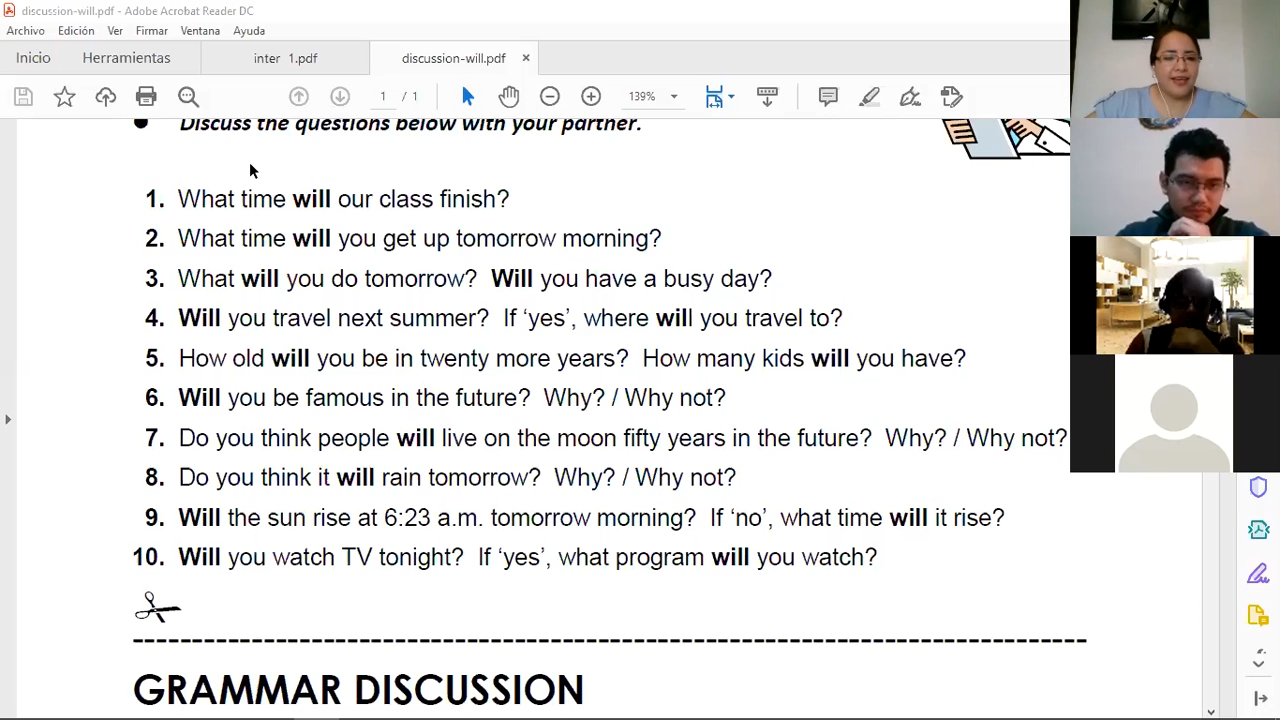 discussion-will.pdf - Adobe Acrobat Reader DC
Archivo Edición Ver Firmar Ventana Ayuda
Inicio Herramientas inter 1.pdf discussion-will.pdf ×
1 / 1 139%
● Discuss the questions below with your partner.
1. What time will our class finish?
2. What time will you get up tomorrow morning?
3. What will you do tomorrow? Will you have a busy day?
4. Will you travel next summer? If ‘yes’, where will you travel to?
5. How old will you be in twenty more years? How many kids will you have?
6. Will you be famous in the future? Why? / Why not?
7. Do you think people will live on the moon fifty years in the future? Why? / Why not?
8. Do you think it will rain tomorrow? Why? / Why not?
9. Will the sun rise at 6:23 a.m. tomorrow morning? If ‘no’, what time will it rise?
10. Will you watch TV tonight? If ‘yes’, what program will you watch?
GRAMMAR DISCUSSION